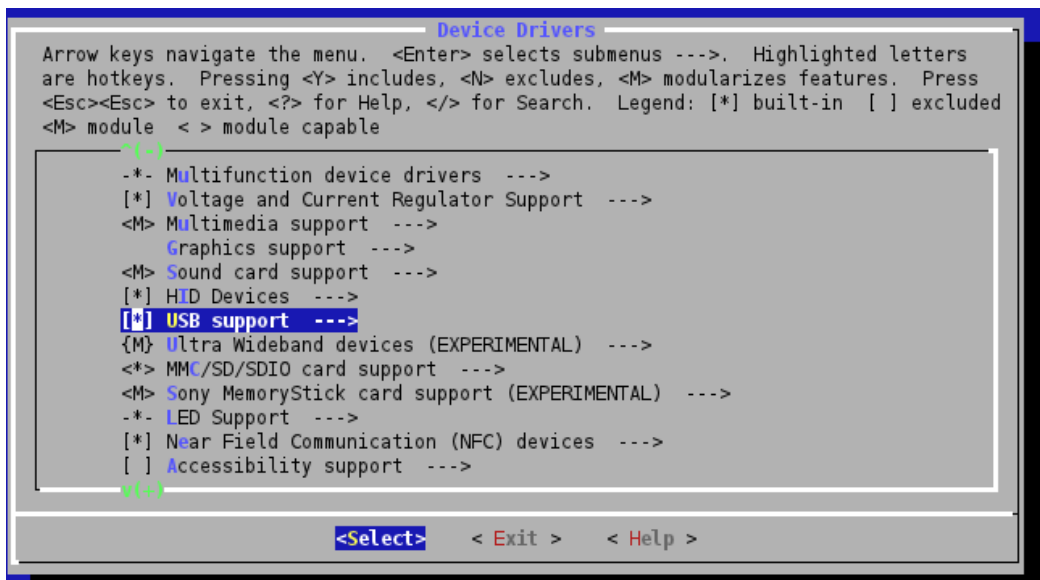 Device Drivers
Arrow keys navigate the menu.  <Enter> selects submenus --->.  Highlighted letters
are hotkeys.  Pressing <Y> includes, <N> excludes, <M> modularizes features.  Press
<Esc><Esc> to exit, <?> for Help, </> for Search.  Legend: [*] built-in  [ ] excluded
<M> module  < > module capable
^(-)
-*- Multifunction device drivers  --->
[*] Voltage and Current Regulator Support  --->
<M> Multimedia support  --->
Graphics support  --->
<M> Sound card support  --->
[*] HID Devices  --->
[*] USB support  --->
{M} Ultra Wideband devices (EXPERIMENTAL)  --->
<*> MMC/SD/SDIO card support  --->
<M> Sony MemoryStick card support (EXPERIMENTAL)  --->
-*- LED Support  --->
[*] Near Field Communication (NFC) devices  --->
[ ] Accessibility support  --->
v(+)
<Select>    < Exit >    < Help >